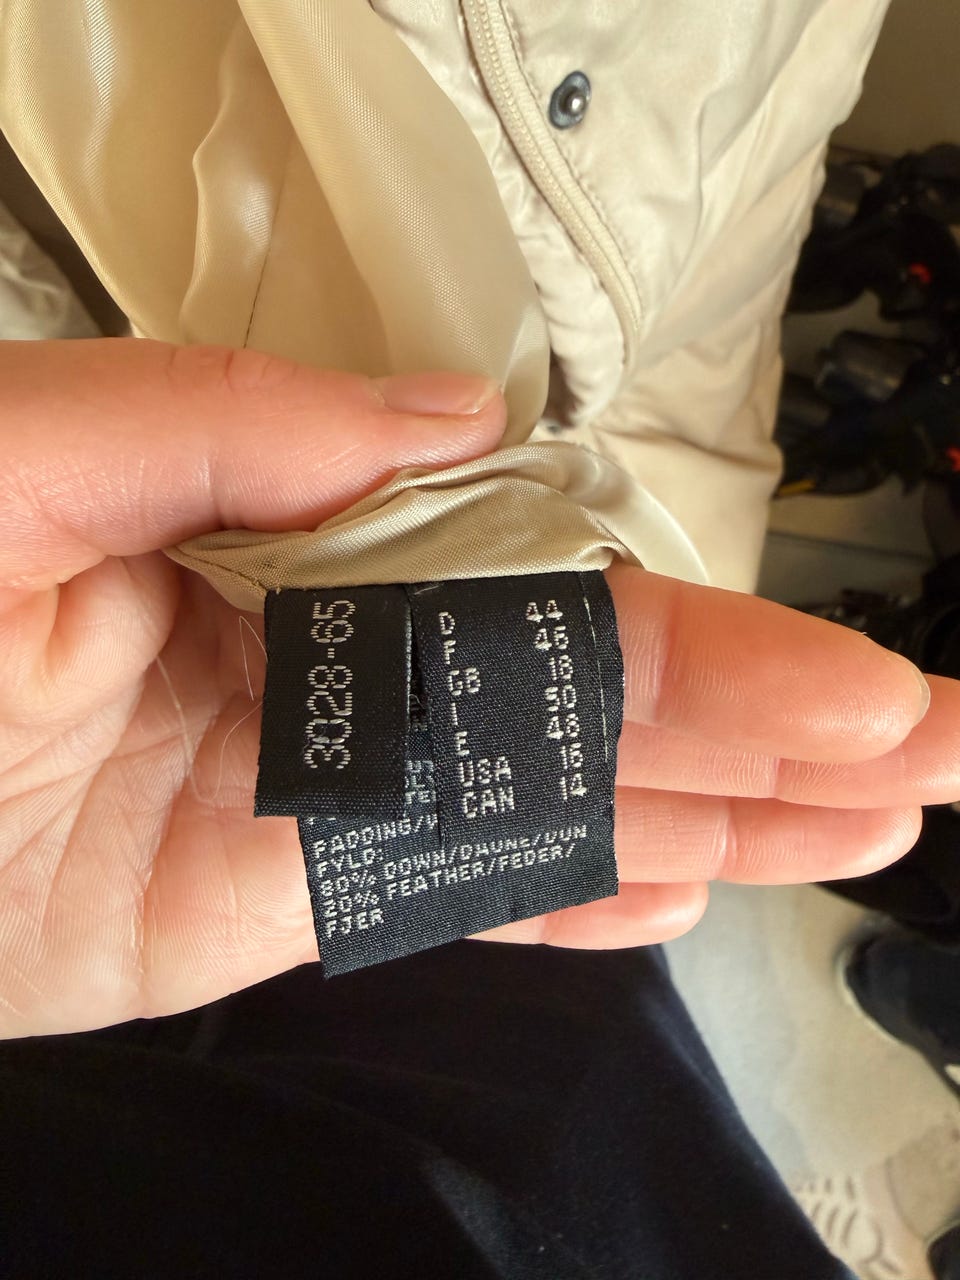 3028-65
D 44
F 46
GB 18
I 50
E 48
USA 16
CAN 14
PADDING/
FYLD:
80% DOWN/DAUNE/DUN
20% FEATHER/FEDER/
FJER